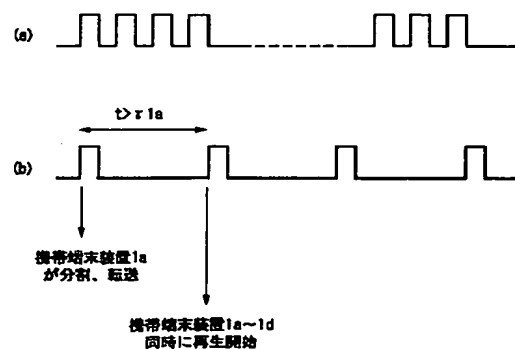 (a)
t>r1a
(b)
携帯端末装置1a
が分割、転送
携帯端末装置1a~1d
同時に再生開始